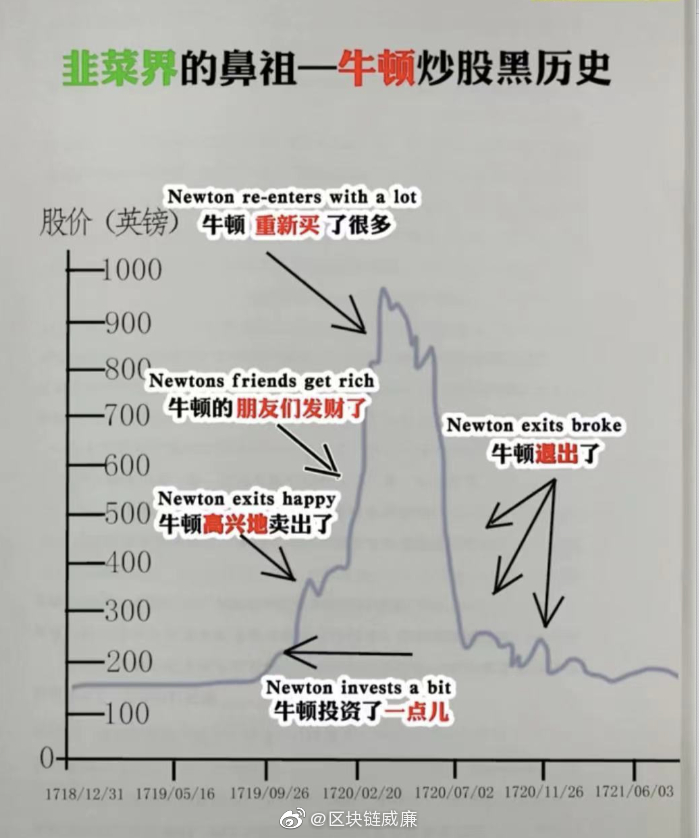 韭菜界的鼻祖—牛顿炒股黑历史
Newton re-enters with a lot
股价（英镑）
牛顿 重新买 了很多
1000
900
800
Newtons friends get rich
牛顿的朋友们发财了
700
Newton exits broke
牛顿退出了
600
Newton exits happy
牛顿高兴地卖出了
500
400
300
200
Newton invests a bit
牛顿投资了一点儿
100
0
1718/12/31 1719/05/16 1719/09/26 1720/02/20 1720/07/02 1720/11/26 1721/06/03
@区块链威廉